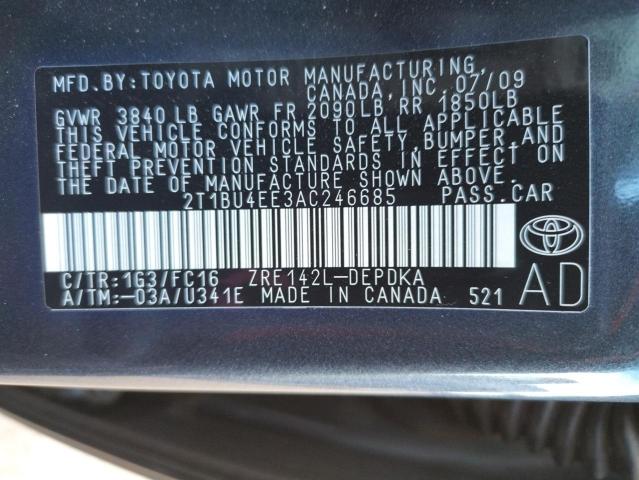 MFD.BY:TOYOTA MOTOR MANUFACTURING
CANADA,INC. 07/09
GVWR 3840LB GAWR FR 2090LB RR 1850LB
THIS VEHICLE CONFORMS TO ALL APPLICABLE
FEDERAL MOTOR VEHICLE SAFETY,BUMPER,AND
THEFT PREVENTION STANDARDS IN EFFECT ON
THE DATE OF MANUFACTURE SHOWN ABOVE.
2T1BU4EE3AC246685 PASS.CAR
C/TR:1G3/FC16 ZRE142L-DEPDKA
A/TM:-03A/U341E MADE IN CANADA 521
AD